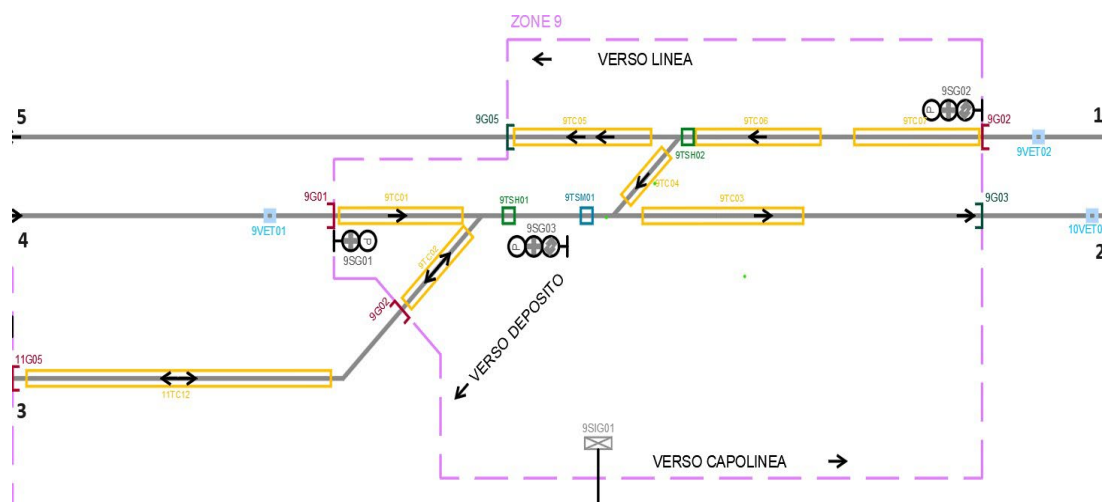 ZONE 9
VERSO LINEA
9SG02
P
5
9G05
9TC05
9TC06
9TC07
9G02
1
9TSH02
9VET02
9TC04
9G01
9TC01
9TSH01
9TSM01
9TC03
9G03
9VET01
4
9SG01
P
9SG03
P
10VET0
2
9TC02
9G02
VERSO DEPOSITO
11G05
11TC12
3
9SIG01
VERSO CAPOLINEA